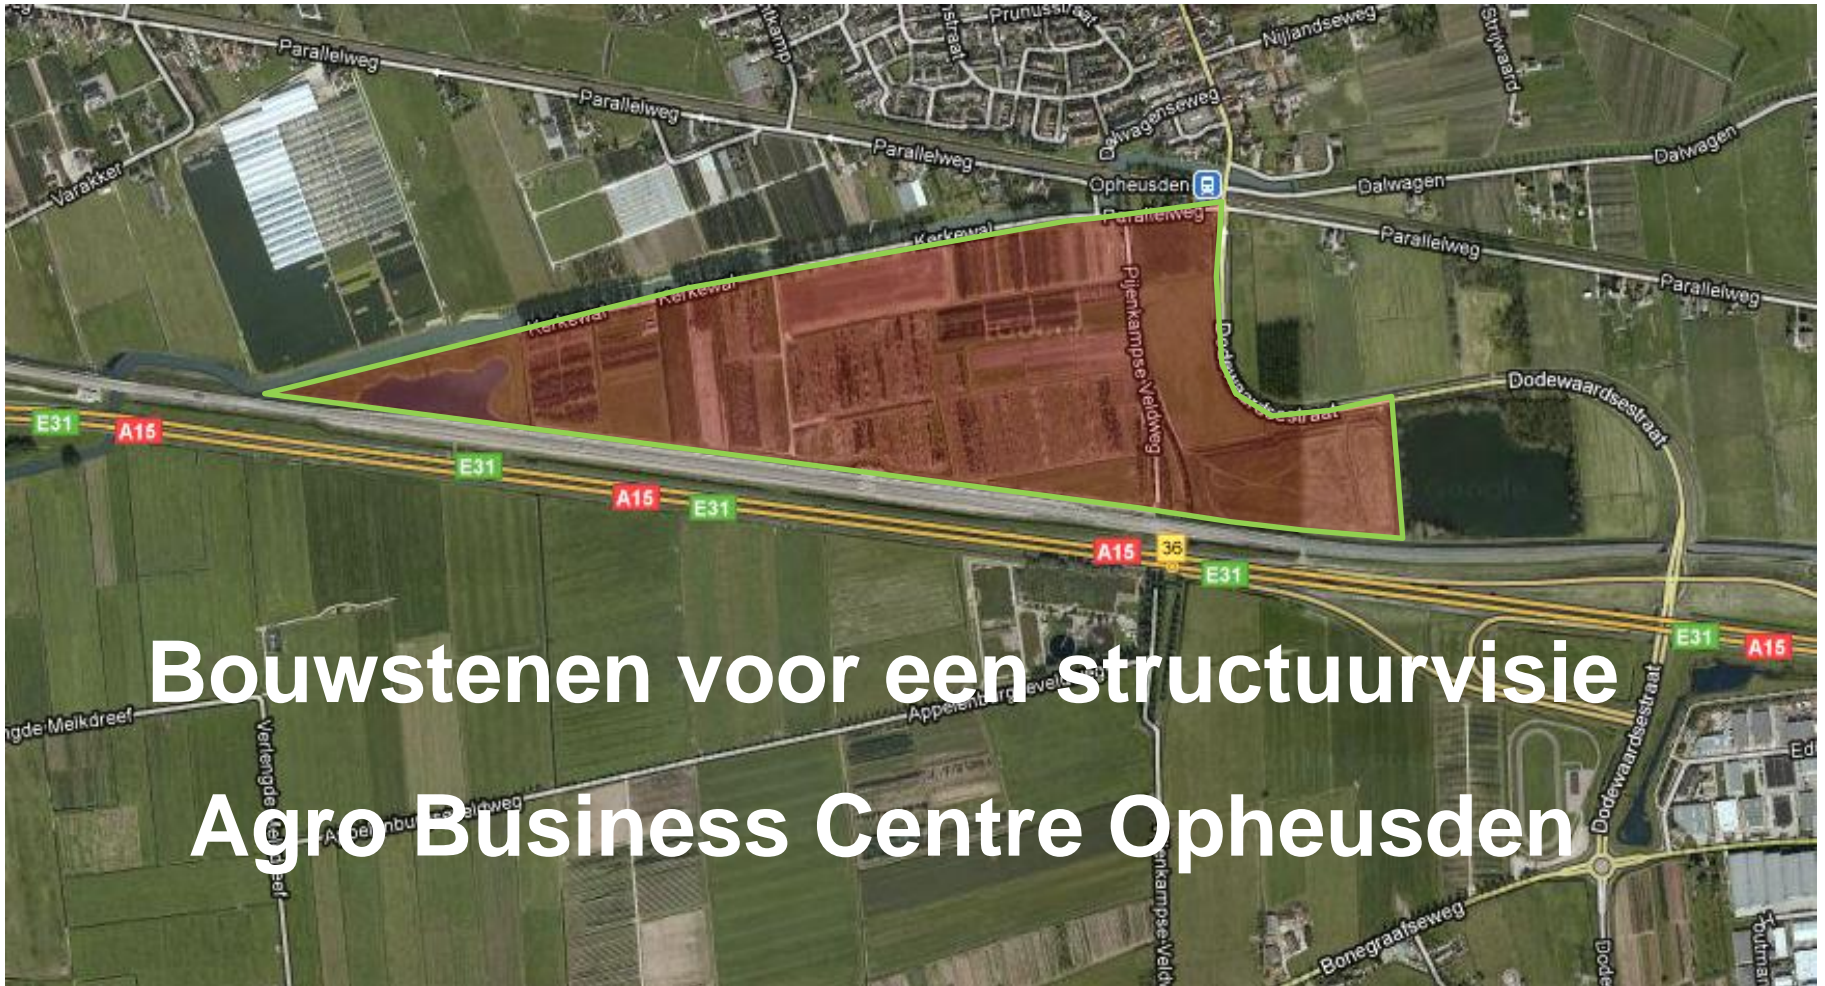 Prunusstraat
Nijlandseweg
Strijwaard
Parallelweg
Parallelweg
Dalwagenseweg
Parallelweg
Dalwagen
Varakker
Opheusden
Dalwagen
Parallelweg
Kerkewal
Parallelweg
Parallelweg
Kerkewal
Kerkewal
Pijenkampse Veldweg
Dodewaardsestraat
Dodewaardsestraat
E31
A15
E31
A15
E31
A15
36
E31
E31
A15
Bouwstenen voor een structuurvisie
Dodewaardsestraat
Agro Business Centre Opheusden
Bonegraafseweg